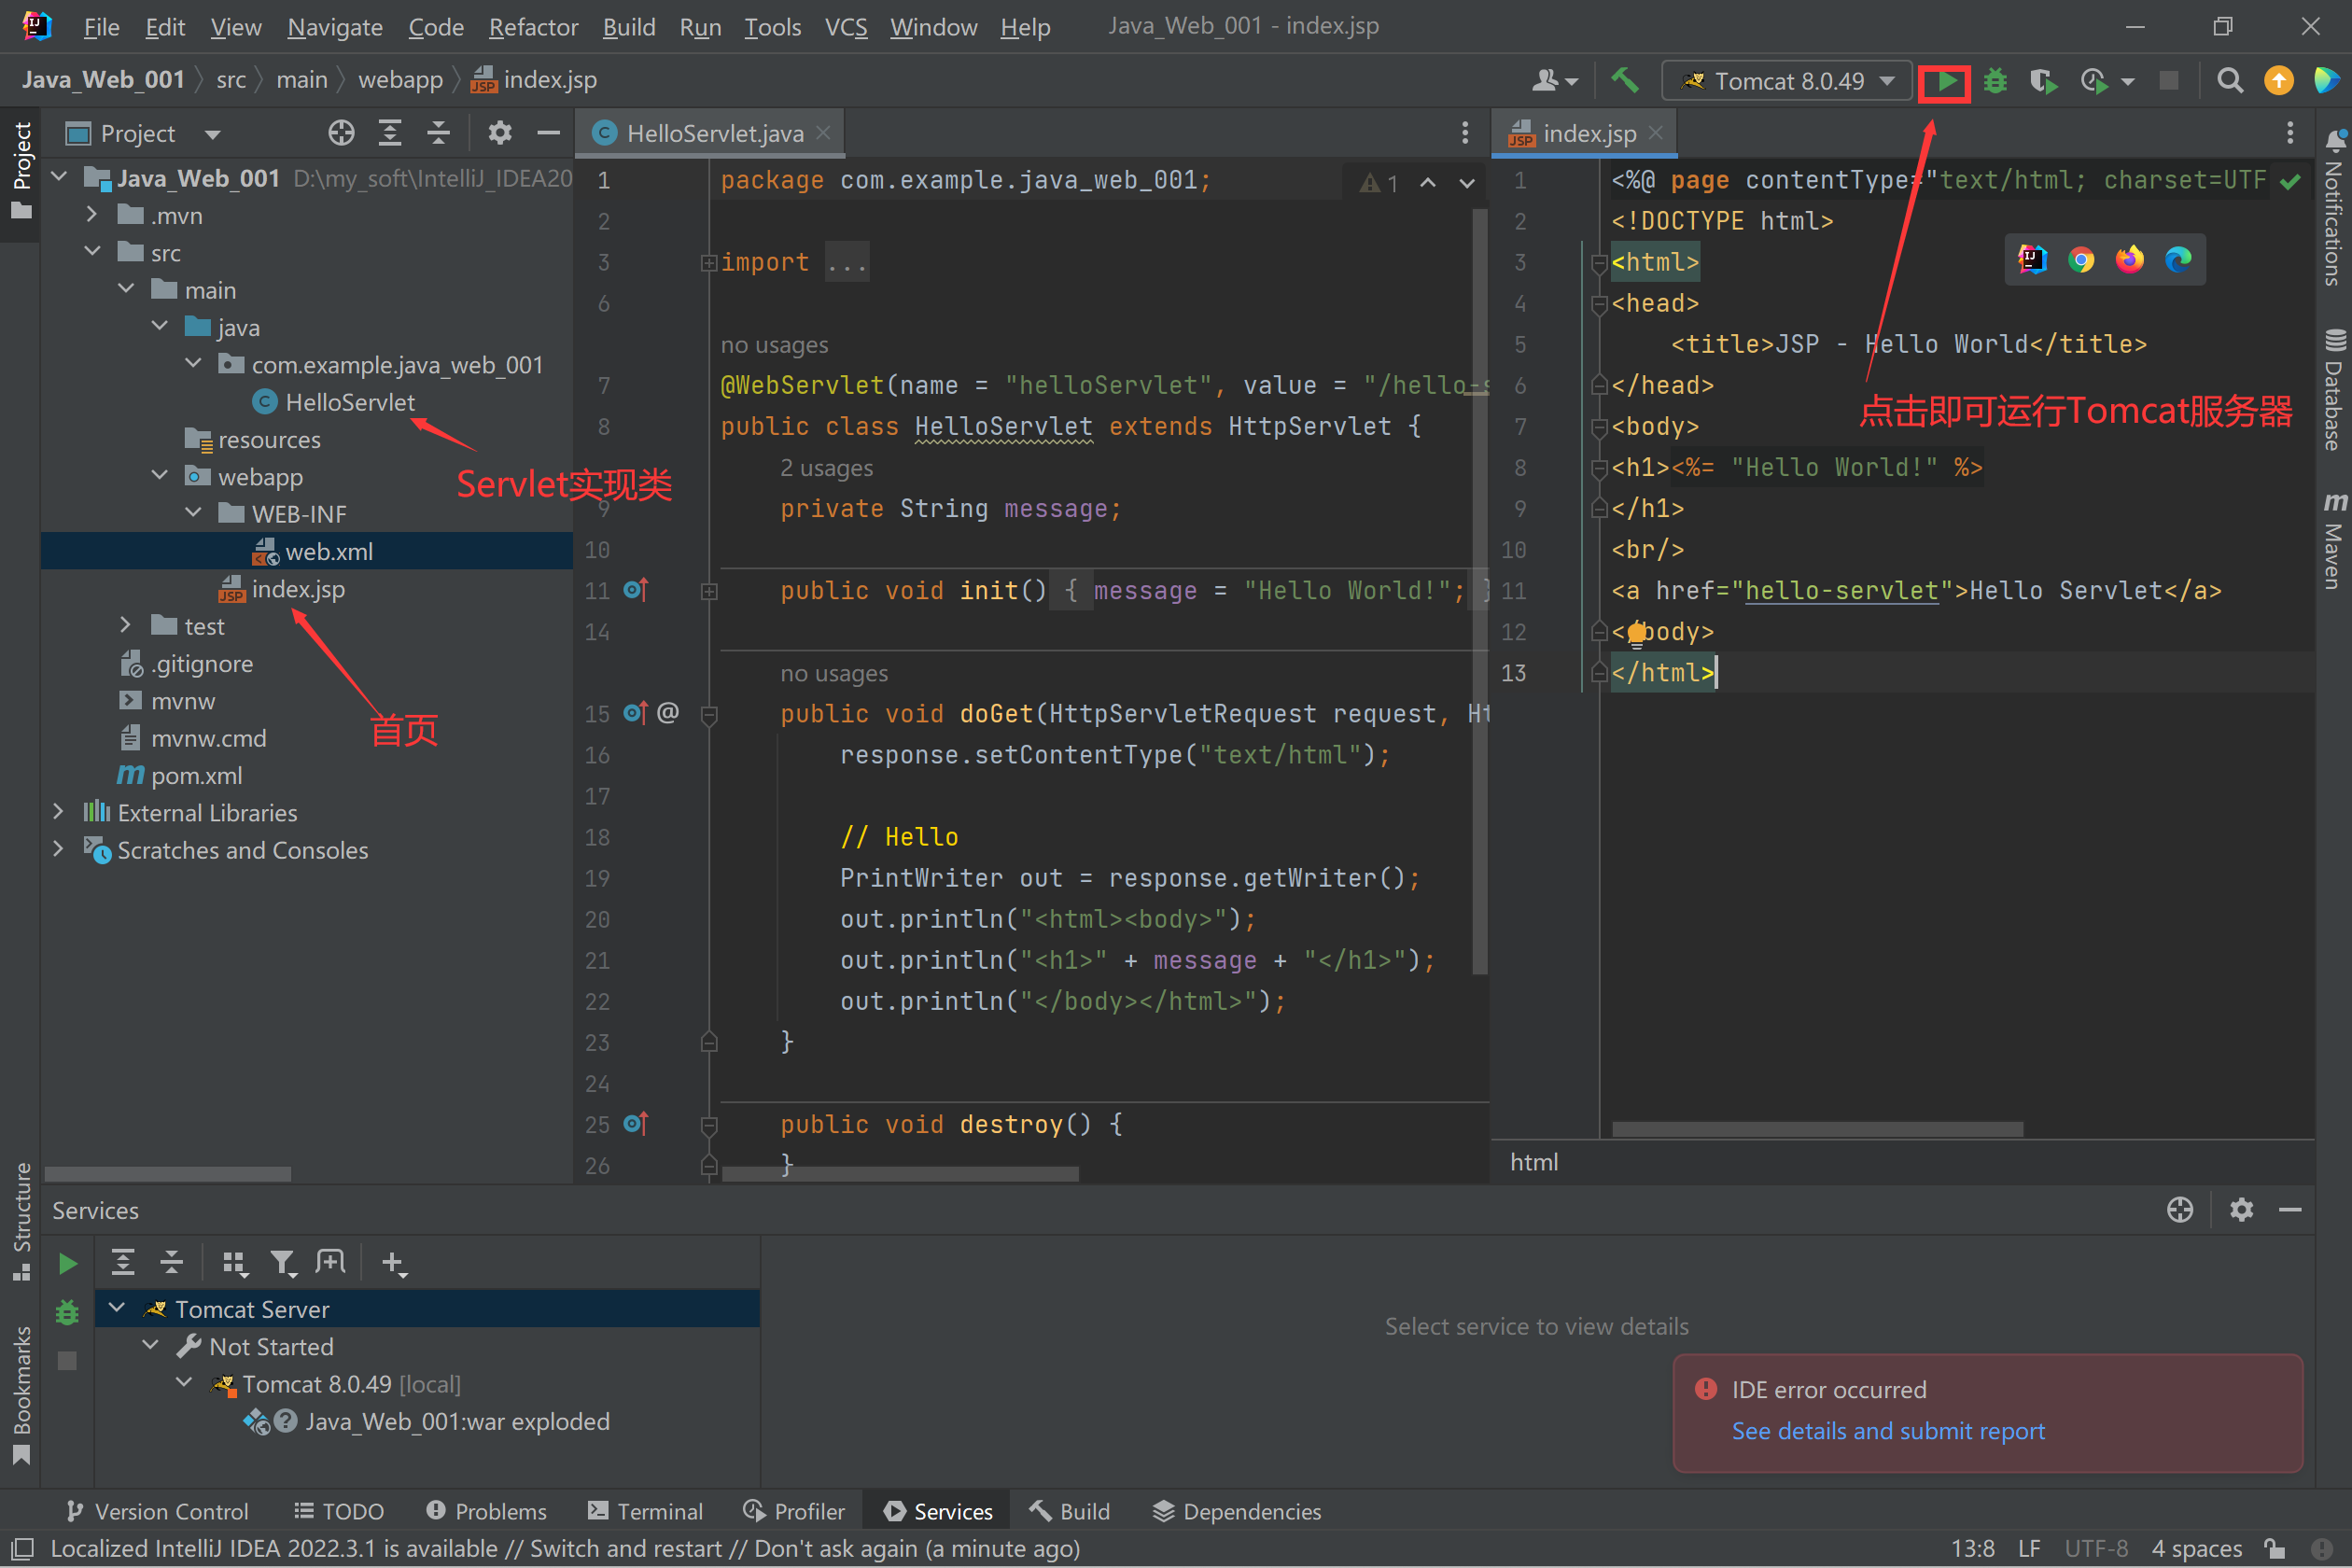 File Edit View Navigate Code Refactor Build Run Tools VCS Window Help Java_Web_001 - index.jsp
Java_Web_001 src main webapp index.jsp Tomcat 8.0.49
Project
Project
Java_Web_001 D:\my_soft\IntelliJ_IDEA20
.mvn
src
main
java
com.example.java_web_001
HelloServlet
resources
webapp
WEB-INF
web.xml
index.jsp
test
.gitignore
mvnw
mvnw.cmd
pom.xml
External Libraries
Scratches and Consoles
Servlet实现类
首页
HelloServlet.java
1 package com.example.java_web_001; 1
2
3 import ...
6
no usages
7 @WebServlet(name = "helloServlet", value = "/hello-s
8 public class HelloServlet extends HttpServlet {
2 usages
9 private String message;
10
11 public void init() { message = "Hello World!"; }
14
no usages
15 @ public void doGet(HttpServletRequest request, Ht
16 response.setContentType("text/html");
17
18 // Hello
19 PrintWriter out = response.getWriter();
20 out.println("<html><body>");
21 out.println("<h1>" + message + "</h1>");
22 out.println("</body></html>");
23 }
24
25 public void destroy() {
26 }
index.jsp
1 <%@ page contentType="text/html; charset=UTF
2 <!DOCTYPE html>
3 <html>
4 <head>
5 <title>JSP - Hello World</title>
6 </head>
7 <body>
8 <h1><%= "Hello World!" %>
9 </h1>
10 <br/>
11 <a href="hello-servlet">Hello Servlet</a>
12 </body>
13 </html>
点击即可运行Tomcat服务器
html
Notifications
Database
Maven
Structure
Bookmarks
Services
Tomcat Server
Not Started
Tomcat 8.0.49 [local]
Java_Web_001:war exploded
Select service to view details
IDE error occurred
See details and submit report
Version Control TODO Problems Terminal Profiler Services Build Dependencies
Localized IntelliJ IDEA 2022.3.1 is available // Switch and restart // Don't ask again (a minute ago) 13:8 LF UTF-8 4 spaces